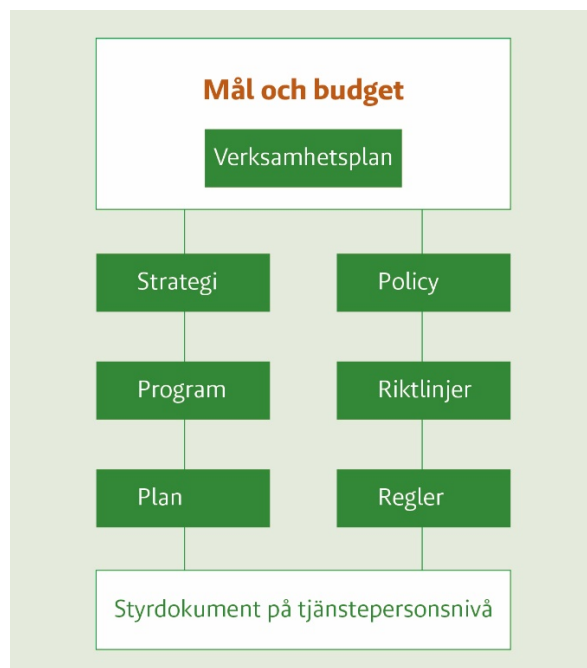 Mål och budget
Verksamhetsplan
Strategi
Policy
Program
Riktlinjer
Plan
Regler
Styrdokument på tjänstepersonsnivå